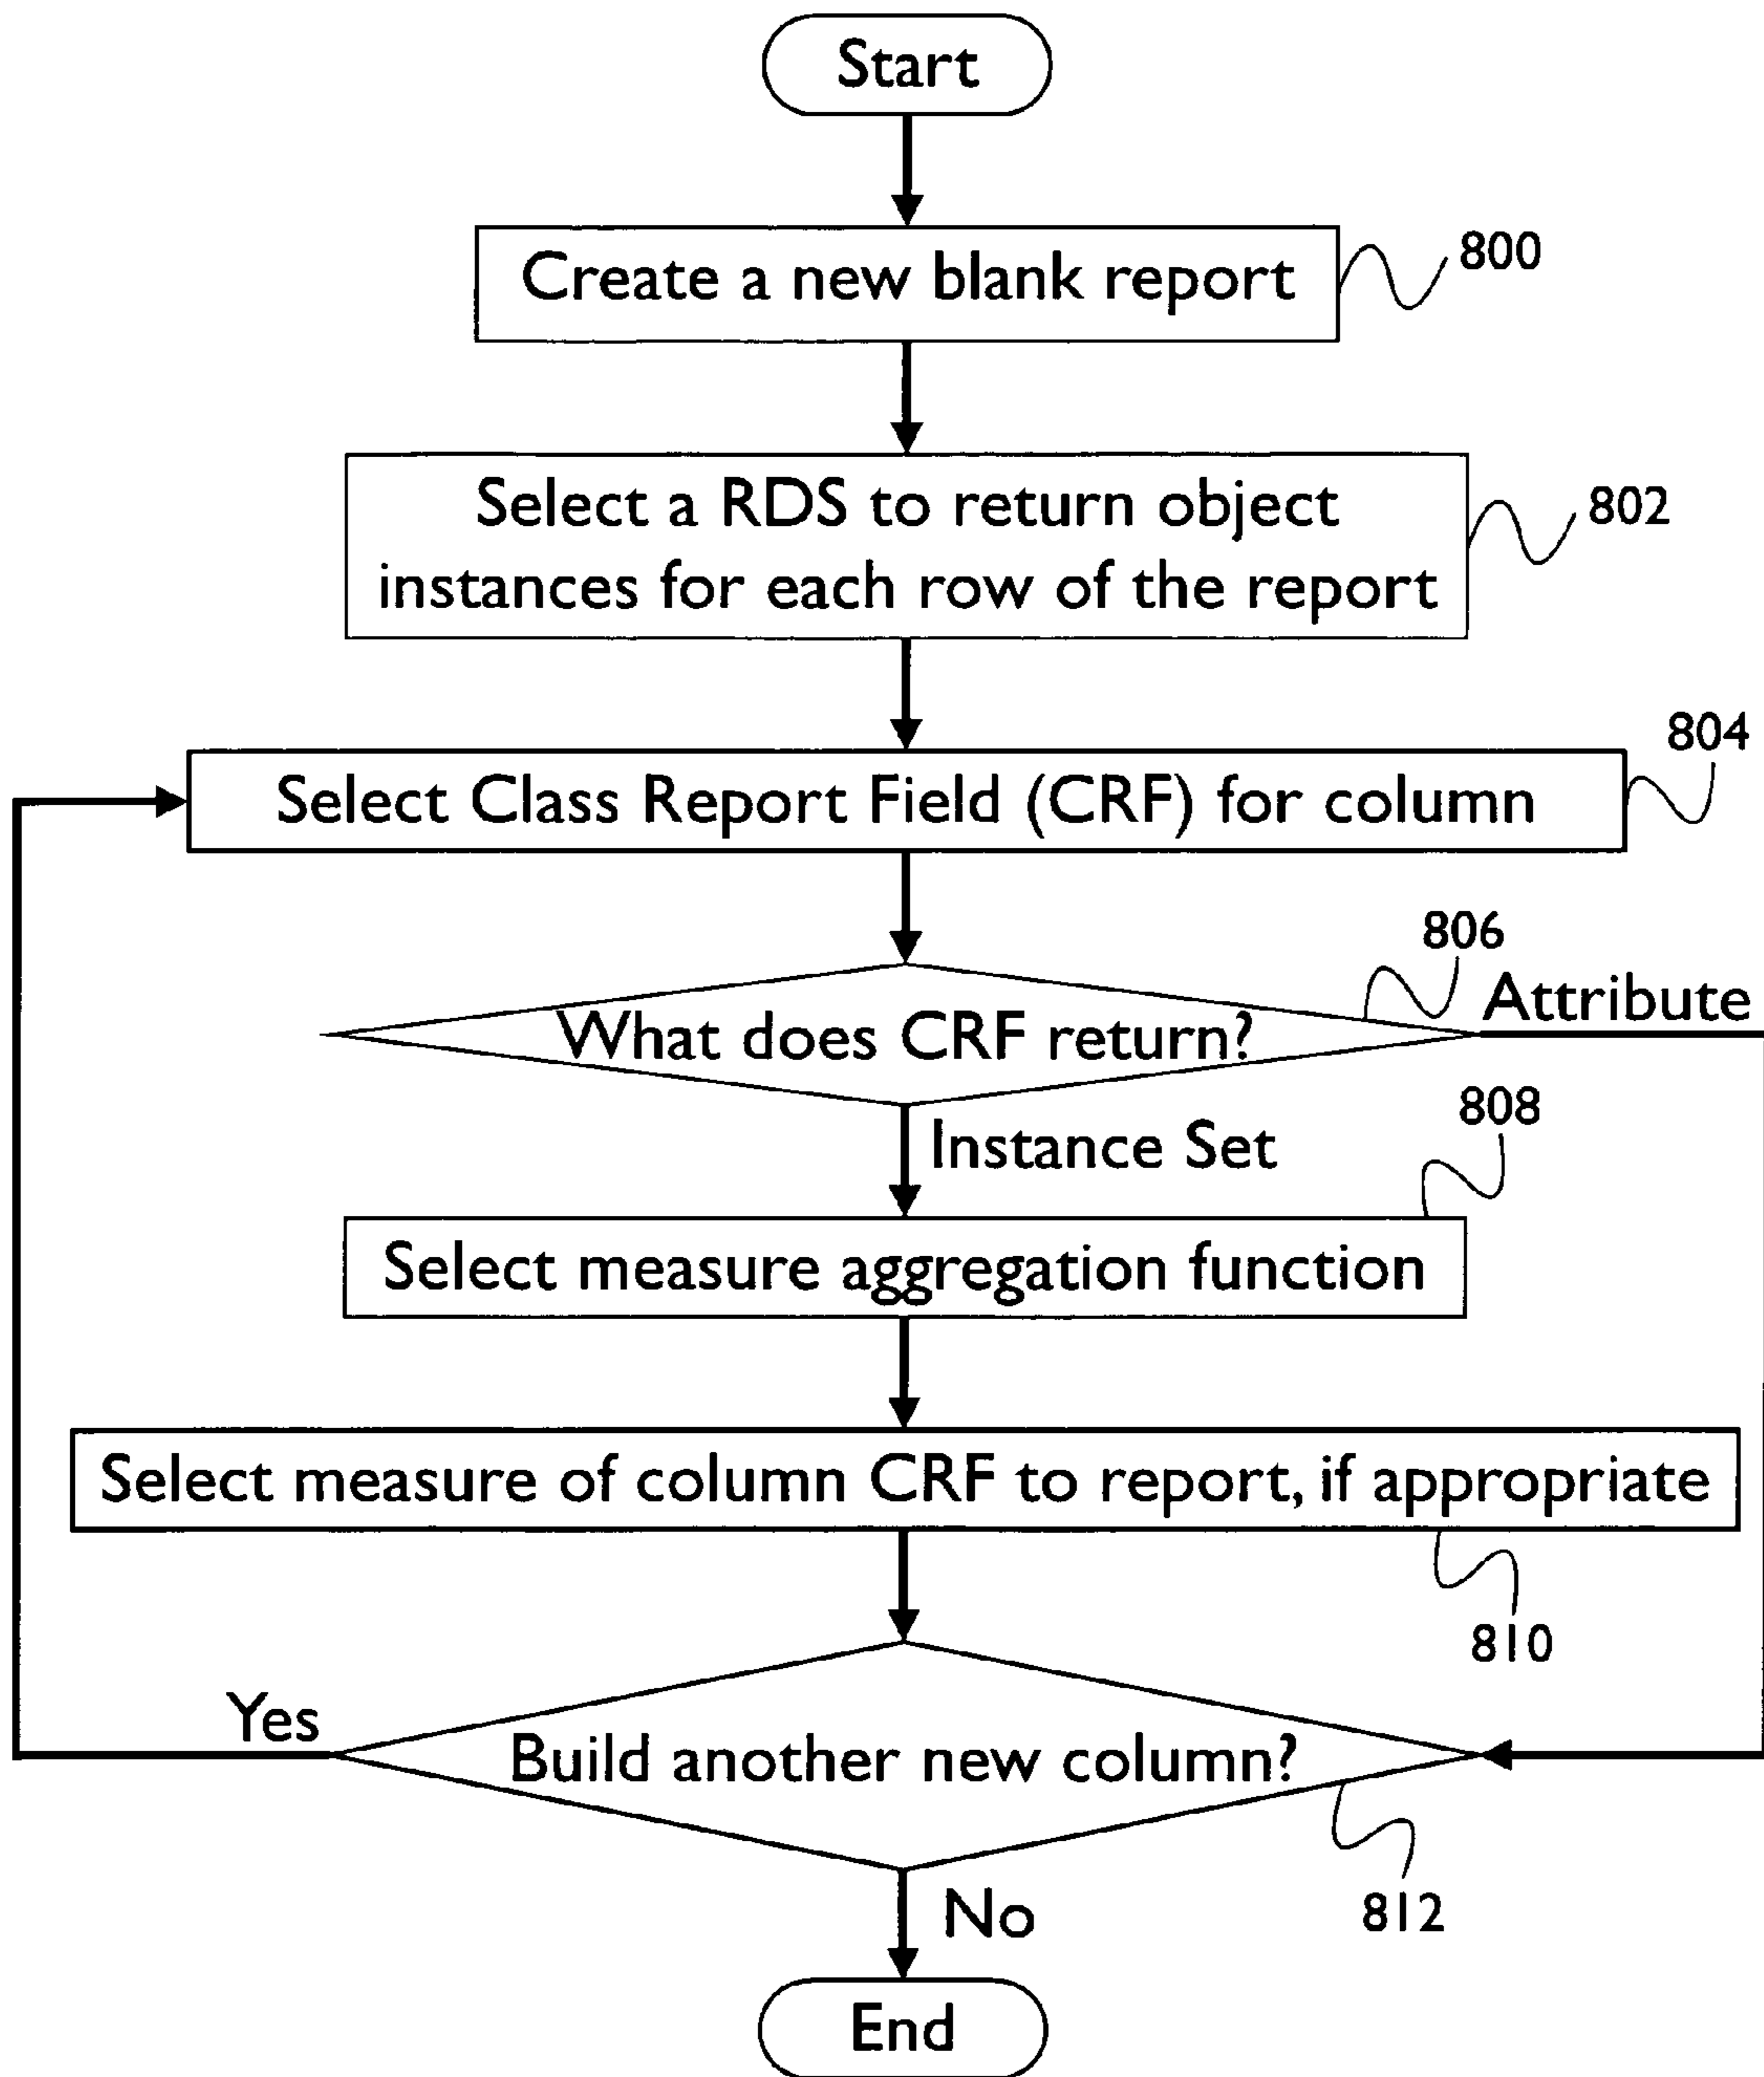 Start
Create a new blank report
800
Select a RDS to return object
instances for each row of the report
802
804
Select Class Report Field (CRF) for column
806
Attribute
What does CRF return?
808
Instance Set
Select measure aggregation function
Select measure of column CRF to report, if appropriate
810
Yes
Build another new column?
812
No
End